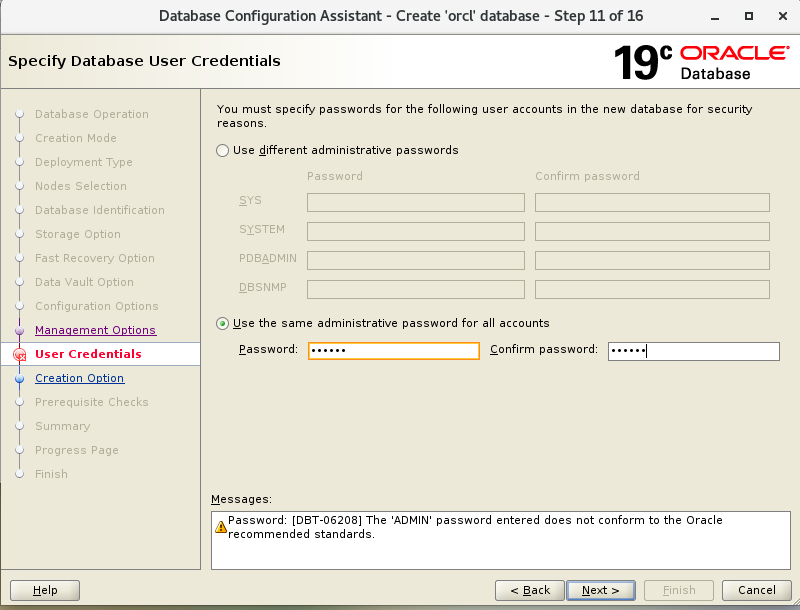 Database Configuration Assistant - Create 'orcl' database - Step 11 of 16
Specify Database User Credentials
19c ORACLE
Database
Database Operation
Creation Mode
Deployment Type
Nodes Selection
Database Identification
Storage Option
Fast Recovery Option
Data Vault Option
Configuration Options
Management Options
User Credentials
Creation Option
Prerequisite Checks
Summary
Progress Page
Finish
You must specify passwords for the following user accounts in the new database for security
reasons.
Use different administrative passwords
Password Confirm password
SYS
SYSTEM
PDBADMIN
DBSNMP
Use the same administrative password for all accounts
Password: •••••• Confirm password: ••••••
Messages:
Password: [DBT-06208] The 'ADMIN' password entered does not conform to the Oracle
recommended standards.
Help < Back Next > Finish Cancel